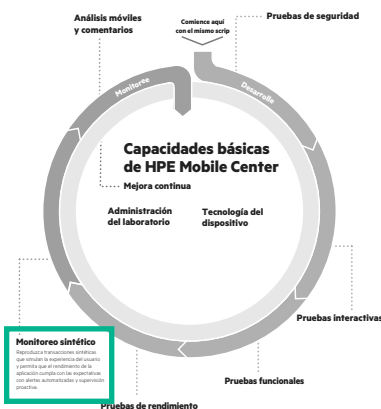 Análisis móviles
y comentarios
Comience aquí
con el mismo scrip
Pruebas de seguridad
Monitoree
Desarrolle
Capacidades básicas
de HPE Mobile Center
Mejora continua
Administración
del laboratorio
Tecnología del
dispositivo
Pruebas interactivas
Monitoreo sintético
Reproduzca transacciones sintéticas
que simulan la experiencia del usuario
y permita que el rendimiento de la
aplicación cumpla con las expectativas
con alertas automatizadas y supervisión
proactiva.
Pruebas funcionales
Pruebas de rendimiento